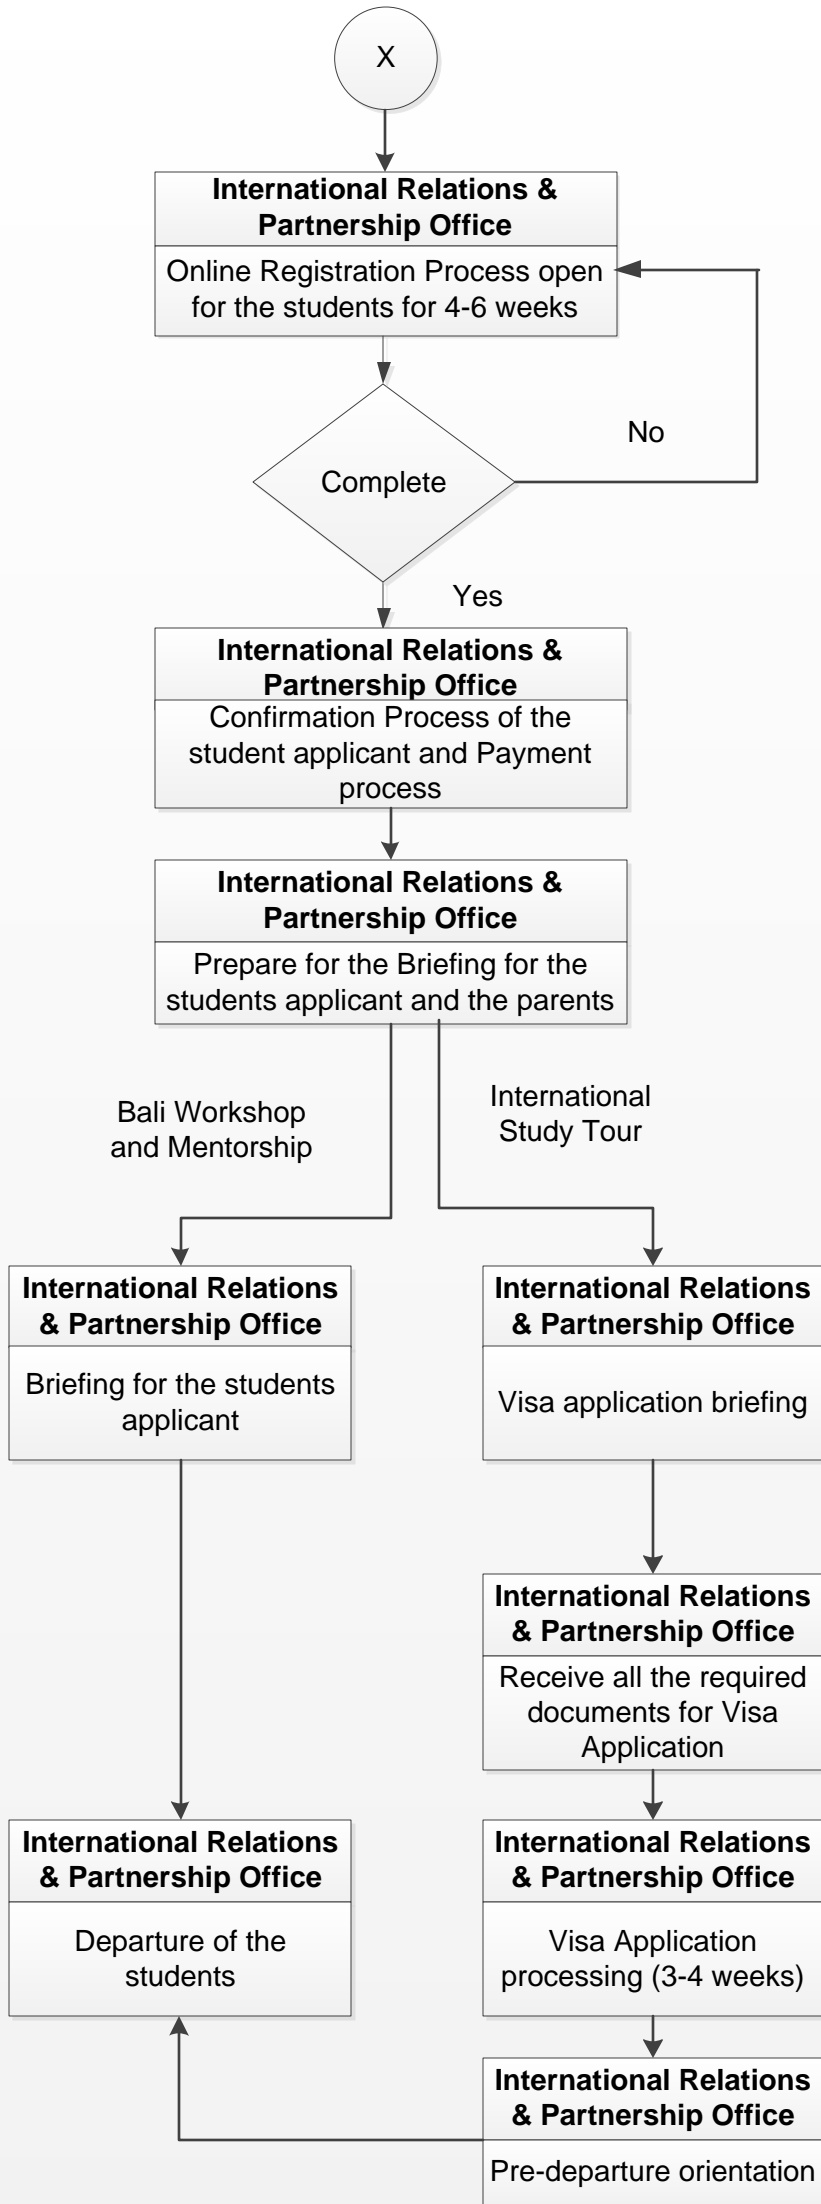 X
International Relations &
Partnership Office
Online Registration Process open
for the students for 4-6 weeks
No
Complete
Yes
International Relations &
Partnership Office
Confirmation Process of the
student applicant and Payment
process
International Relations &
Partnership Office
Prepare for the Briefing for the
students applicant and the parents
Bali Workshop
and Mentorship
International
Study Tour
International Relations
& Partnership Office
Briefing for the students
applicant
International Relations
& Partnership Office
Visa application briefing
International Relations
& Partnership Office
Receive all the required
documents for Visa
Application
International Relations
& Partnership Office
Departure of the
students
International Relations
& Partnership Office
Visa Application
processing (3-4 weeks)
International Relations
& Partnership Office
Pre-departure orientation